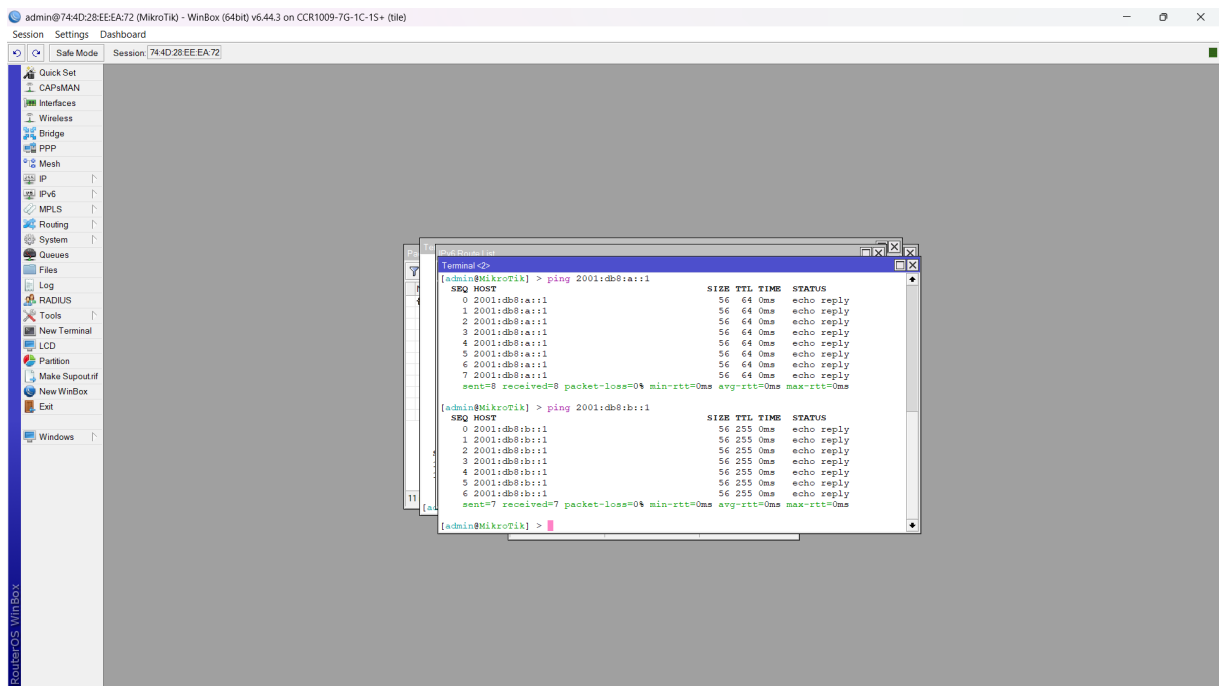 admin@74:4D:28:EE:EA:72 (MikroTik) - WinBox (64bit) v6.44.3 on CCR1009-7G-1C-1S+ (tile)
Session Settings Dashboard
Safe Mode Session: 74:4D:28:EE:EA:72
Quick Set
CAPsMAN
Interfaces
Wireless
Bridge
PPP
Mesh
IP
IPv6
MPLS
Routing
System
Queues
Files
Log
RADIUS
Tools
New Terminal
LCD
Partition
Make Supout.rif
New WinBox
Exit
Windows
RouterOS WinBox
IPv6 Route List
Terminal <2>
[admin@MikroTik] > ping 2001:db8:a::1
SEQ HOST SIZE TTL TIME STATUS
0 2001:db8:a::1 56 64 0ms echo reply
1 2001:db8:a::1 56 64 0ms echo reply
2 2001:db8:a::1 56 64 0ms echo reply
3 2001:db8:a::1 56 64 0ms echo reply
4 2001:db8:a::1 56 64 0ms echo reply
5 2001:db8:a::1 56 64 0ms echo reply
6 2001:db8:a::1 56 64 0ms echo reply
7 2001:db8:a::1 56 64 0ms echo reply
sent=8 received=8 packet-loss=0% min-rtt=0ms avg-rtt=0ms max-rtt=0ms
[admin@MikroTik] > ping 2001:db8:b::1
SEQ HOST SIZE TTL TIME STATUS
0 2001:db8:b::1 56 255 0ms echo reply
1 2001:db8:b::1 56 255 0ms echo reply
2 2001:db8:b::1 56 255 0ms echo reply
3 2001:db8:b::1 56 255 0ms echo reply
4 2001:db8:b::1 56 255 0ms echo reply
5 2001:db8:b::1 56 255 0ms echo reply
6 2001:db8:b::1 56 255 0ms echo reply
sent=7 received=7 packet-loss=0% min-rtt=0ms avg-rtt=0ms max-rtt=0ms
[admin@MikroTik] >
11